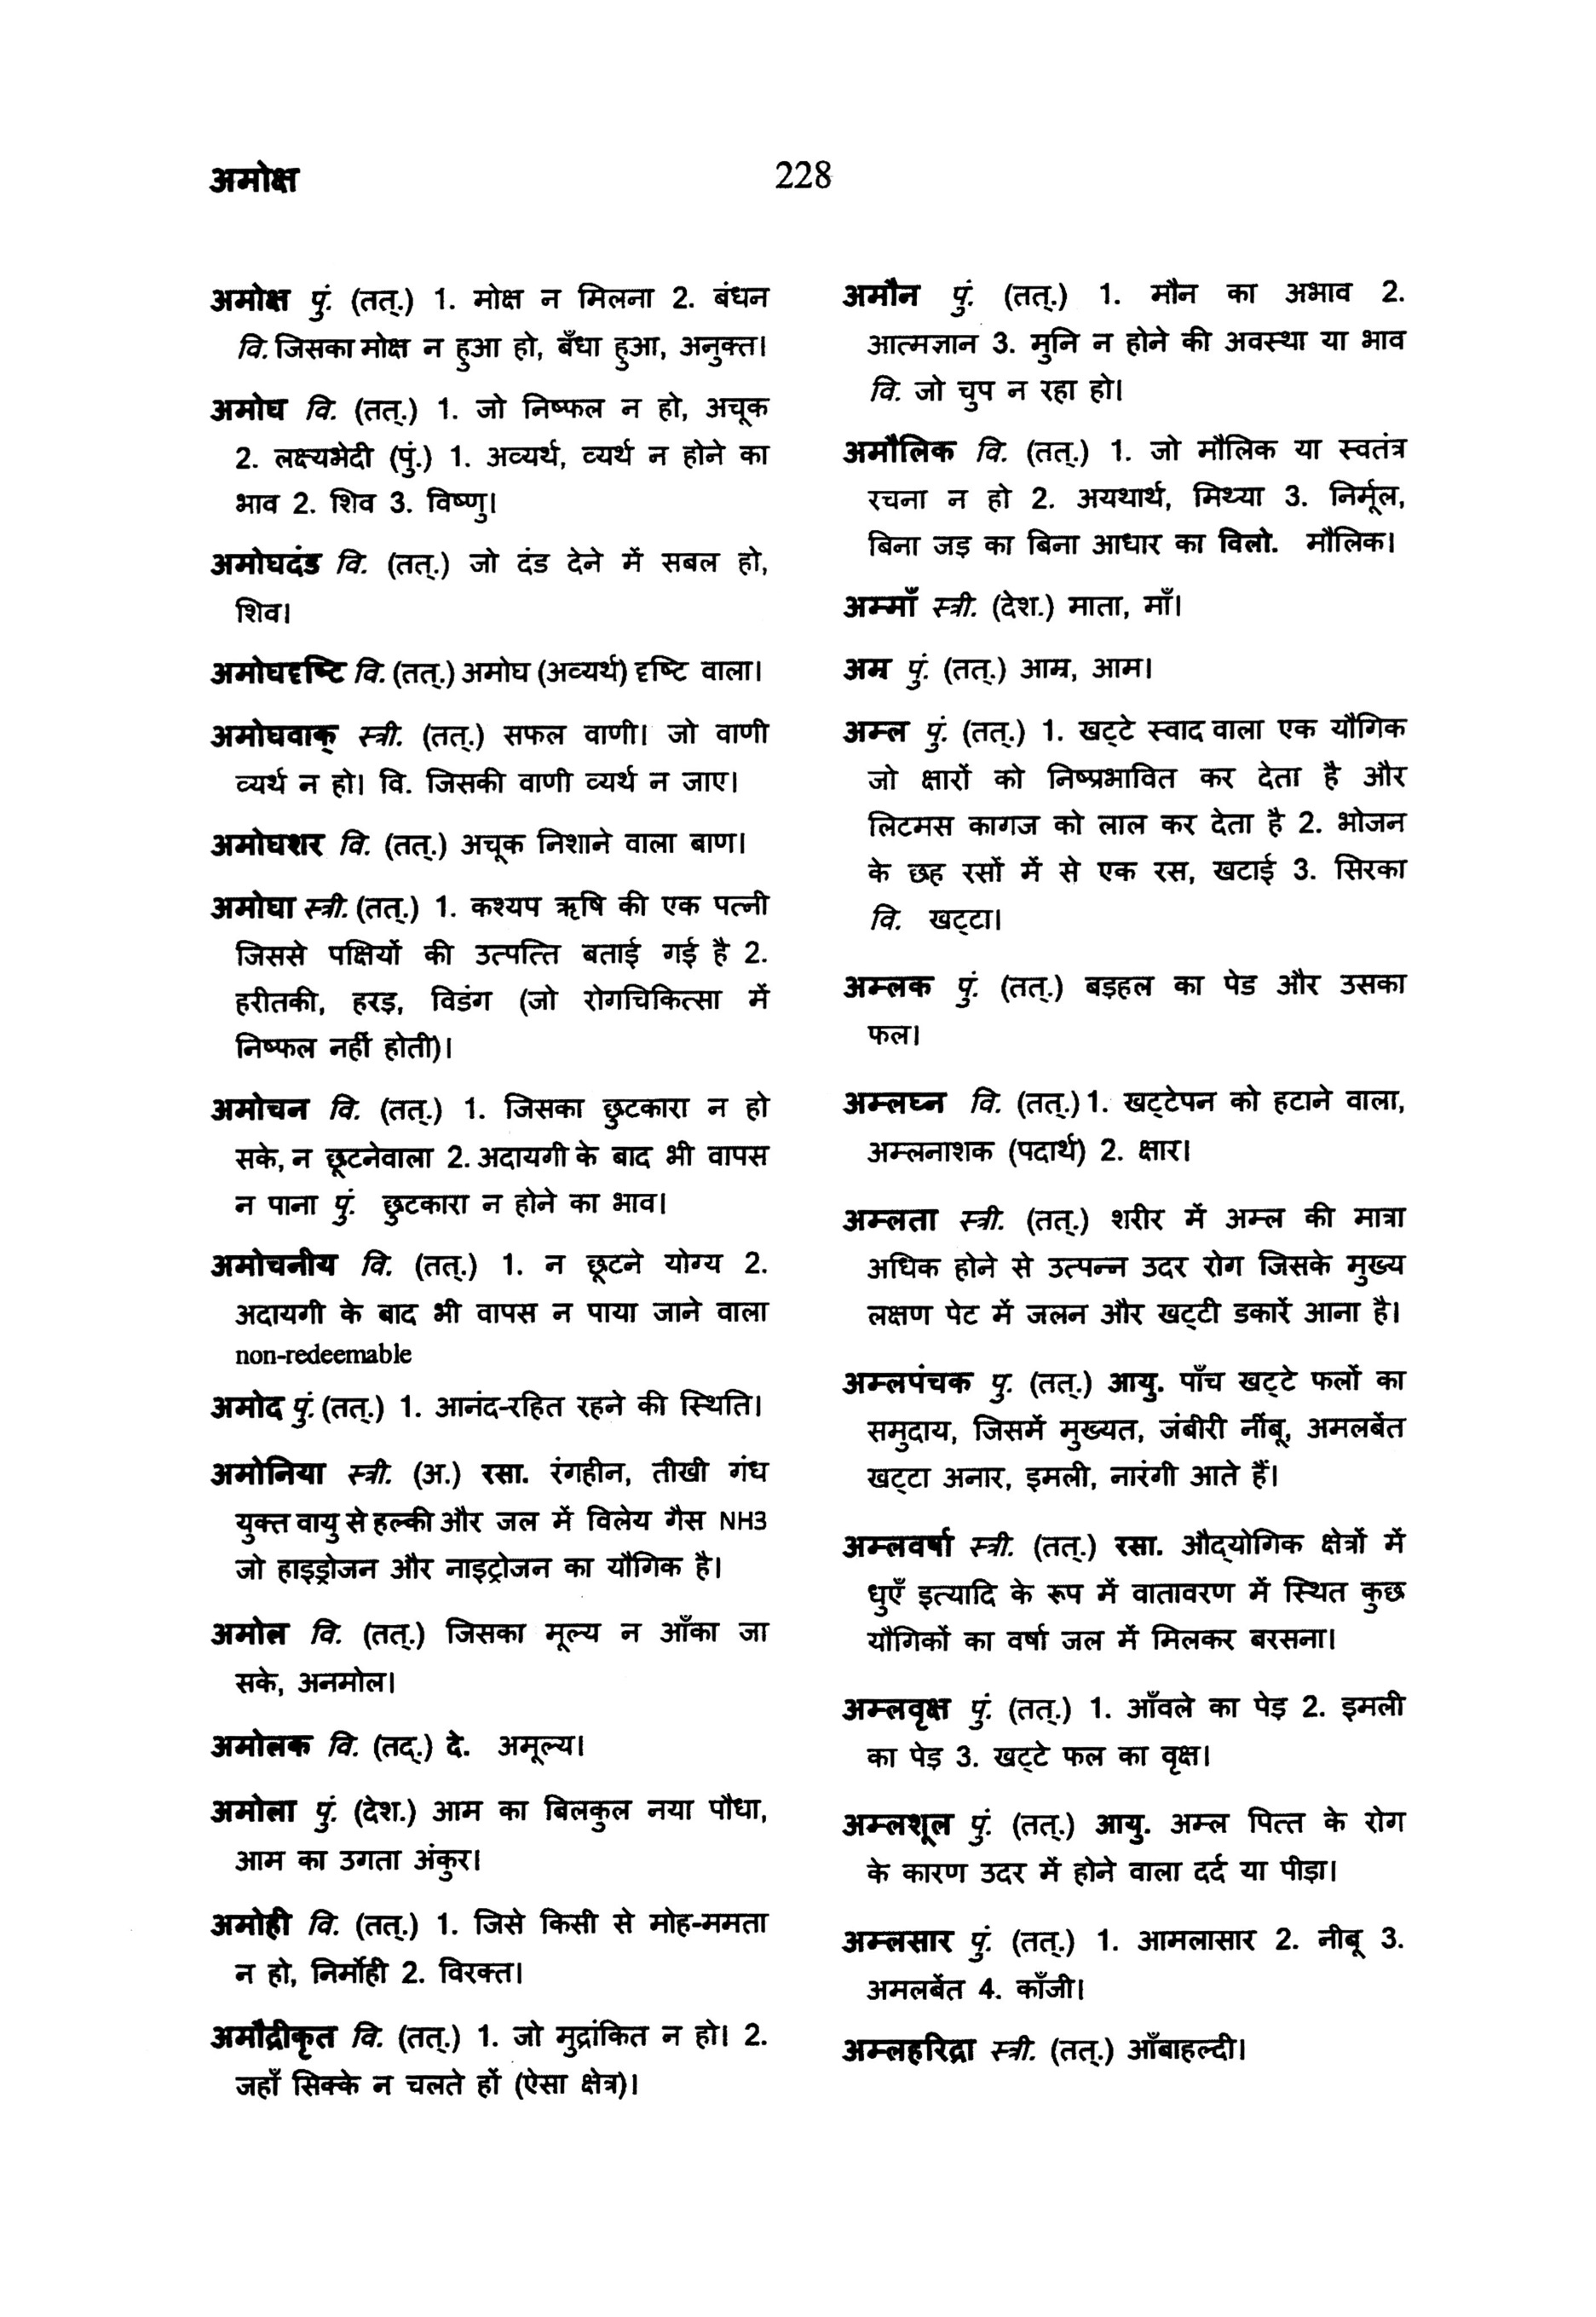 अमोक्ष
228
अमोक्ष पुं. (तत्.) 1. मोक्ष न मिलना 2. बंधन
वि. जिसका मोक्ष न हुआ हो, बँधा हुआ, अनुक्त।
अमोघ वि. (तत्.) 1. जो निष्फल न हो, अचूक
2. लक्ष्यभेदी (पुं.) 1. अव्यर्थ, व्यर्थ न होने का
भाव 2. शिव 3. विष्णु।
अमोघदंड वि. (तत्.) जो दंड देने में सबल हो,
शिव।
अमोघदृष्टि वि. (तत्.) अमोघ (अव्यर्थ) दृष्टि वाला।
अमोघवाक् स्त्री. (तत्.) सफल वाणी। जो वाणी
व्यर्थ न हो। वि. जिसकी वाणी व्यर्थ न जाए।
अमोघशर वि. (तत्.) अचूक निशाने वाला बाण।
अमोघा स्त्री. (तत्.) 1. कश्यप ऋषि की एक पत्नी
जिससे पक्षियों की उत्पत्ति बताई गई है 2.
हरीतकी, हरड़, विडंग (जो रोगचिकित्सा में
निष्फल नहीं होती)।
अमोचन वि. (तत्.) 1. जिसका छुटकारा न हो
सके, न छूटनेवाला 2. अदायगी के बाद भी वापस
न पाना पुं. छुटकारा न होने का भाव।
अमोचनीय वि. (तत्.) 1. न छूटने योग्य 2.
अदायगी के बाद भी वापस न पाया जाने वाला
non-redeemable
अमोद पुं. (तत्.) 1. आनंद-रहित रहने की स्थिति।
अमोनिया स्त्री. (अ.) रसा. रंगहीन, तीखी गंध
युक्त वायु से हल्की और जल में विलेय गैस NH3
जो हाइड्रोजन और नाइट्रोजन का यौगिक है।
अमोल वि. (तत्.) जिसका मूल्य न आँका जा
सके, अनमोल।
अमोलक वि. (तद्.) दे. अमूल्य।
अमोला पुं. (देश.) आम का बिलकुल नया पौधा,
आम का उगता अंकुर।
अमोही वि. (तत्.) 1. जिसे किसी से मोह-ममता
न हो, निर्मोही 2. विरक्त।
अमौद्रीकृत वि. (तत्.) 1. जो मुद्रांकित न हो। 2.
जहाँ सिक्के न चलते हों (ऐसा क्षेत्र)।
अमौन पुं. (तत्.) 1. मौन का अभाव 2.
आत्मज्ञान 3. मुनि न होने की अवस्था या भाव
वि. जो चुप न रहा हो।
अमौलिक वि. (तत्.) 1. जो मौलिक या स्वतंत्र
रचना न हो 2. अयथार्थ, मिथ्या 3. निर्मूल,
बिना जड़ का बिना आधार का विलो. मौलिक।
अम्माँ स्त्री. (देश.) माता, माँ।
अम्र पुं. (तत्.) आम्र, आम।
अम्ल पुं. (तत्.) 1. खट्‌टे स्वाद वाला एक यौगिक
जो क्षारों को निष्प्रभावित कर देता है और
लिटमस कागज को लाल कर देता है 2. भोजन
के छह रसों में से एक रस, खटाई 3. सिरका
वि. खट्‌टा।
अम्लक पुं. (तत्.) बड़हल का पेड और उसका
फल।
अम्लघ्न वि. (तत्.) 1. खट्‌टेपन को हटाने वाला,
अम्लनाशक (पदार्थ) 2. क्षार।
अम्लता स्त्री. (तत्.) शरीर में अम्ल की मात्रा
अधिक होने से उत्पन्न उदर रोग जिसके मुख्य
लक्षण पेट में जलन और खट्‌टी डकारें आना है।
अम्लपंचक पु. (तत्.) आयु. पाँच खट्‌टे फलों का
समुदाय, जिसमें मुख्यत, जंबीरी नींबू, अमलबेंत
खट्‌टा अनार, इमली, नारंगी आते हैं।
अम्लवर्षा स्त्री. (तत्.) रसा. औद्‌योगिक क्षेत्रों में
धुएँ इत्यादि के रूप में वातावरण में स्थित कुछ
यौगिकों का वर्षा जल में मिलकर बरसना।
अम्लवृक्ष पुं. (तत्.) 1. आँवले का पेड़ 2. इमली
का पेड़ 3. खट्‌टे फल का वृक्ष।
अम्लशूल पुं. (तत्.) आयु. अम्ल पित्त के रोग
के कारण उदर में होने वाला दर्द या पीड़ा।
अम्लसार पुं. (तत्.) 1. आमलासार 2. नीबू 3.
अमलबेंत 4. काँजी।
अम्लहरिद्रा स्त्री. (तत्.) आँबाहल्दी।